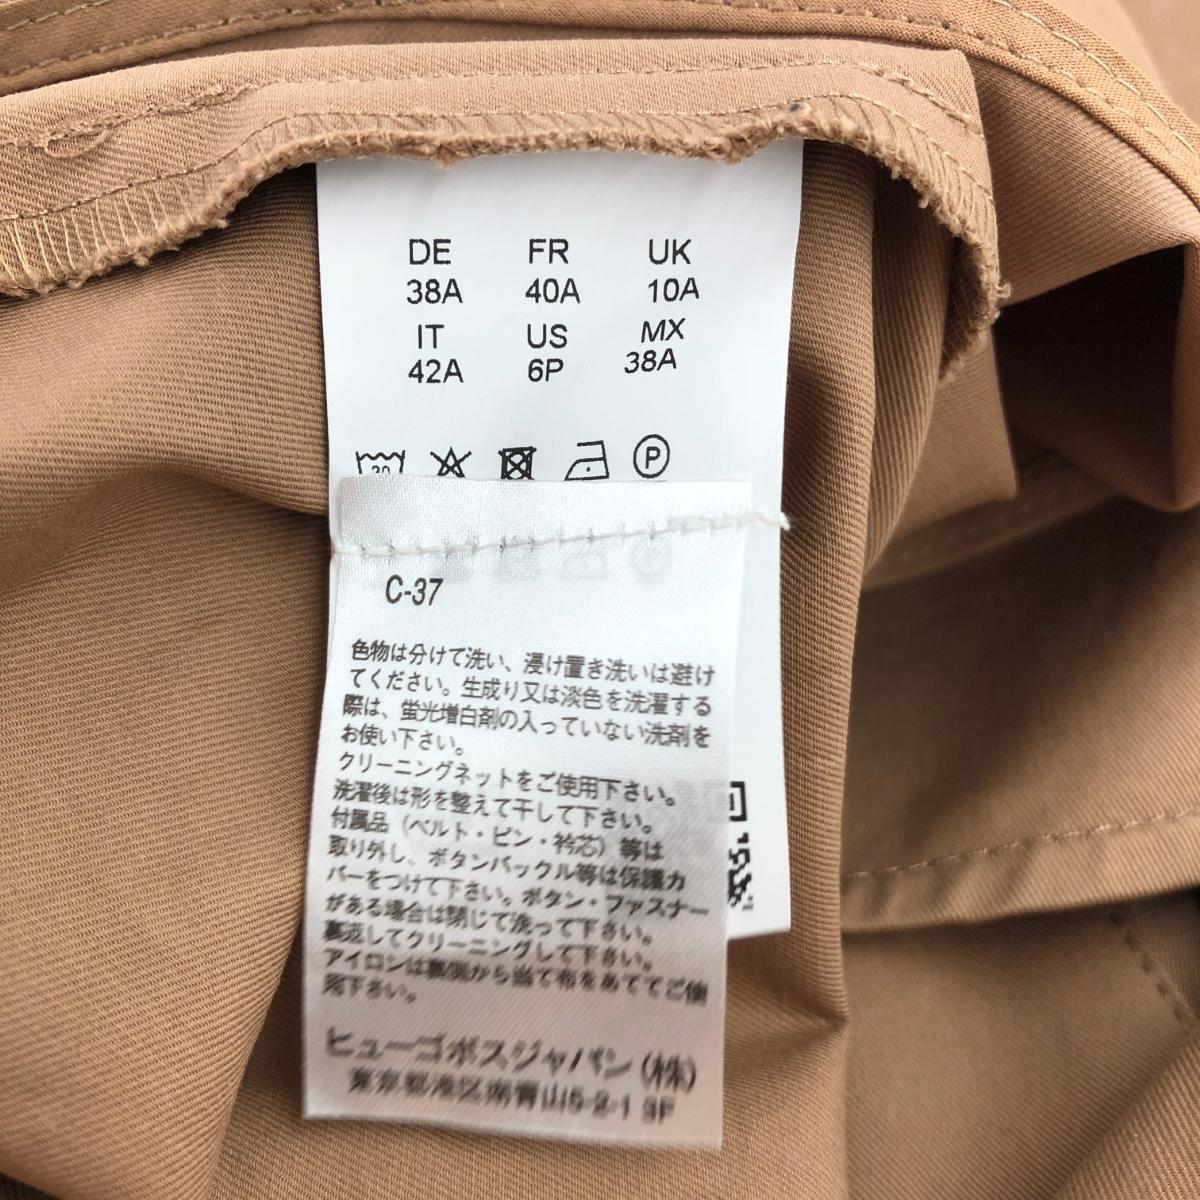 DE FR UK
38A 40A 10A
IT US MX
42A 6P 38A
30
P
C-37
色物は分けて洗い、浸け置き洗いは避け
てください。生成り又は淡色を洗濯する
際は、蛍光増白剤の入っていない洗剤を
お使い下さい。
クリーニングネットをご使用下さい。
洗濯後は形を整えて干して下さい。
付属品(ベルト・ピン・衿芯)等は
取り外し、ボタンバックル等は保護カ
バーをつけて下さい。ボタン・ファスナー
がある場合は閉じて洗って下さい。
裏返してクリーニングして下さい。
アイロンは裏側から当て布をあててご使
用下さい。
ヒューゴボスジャパン(株)
東京都港区南青山5-2-1 3F